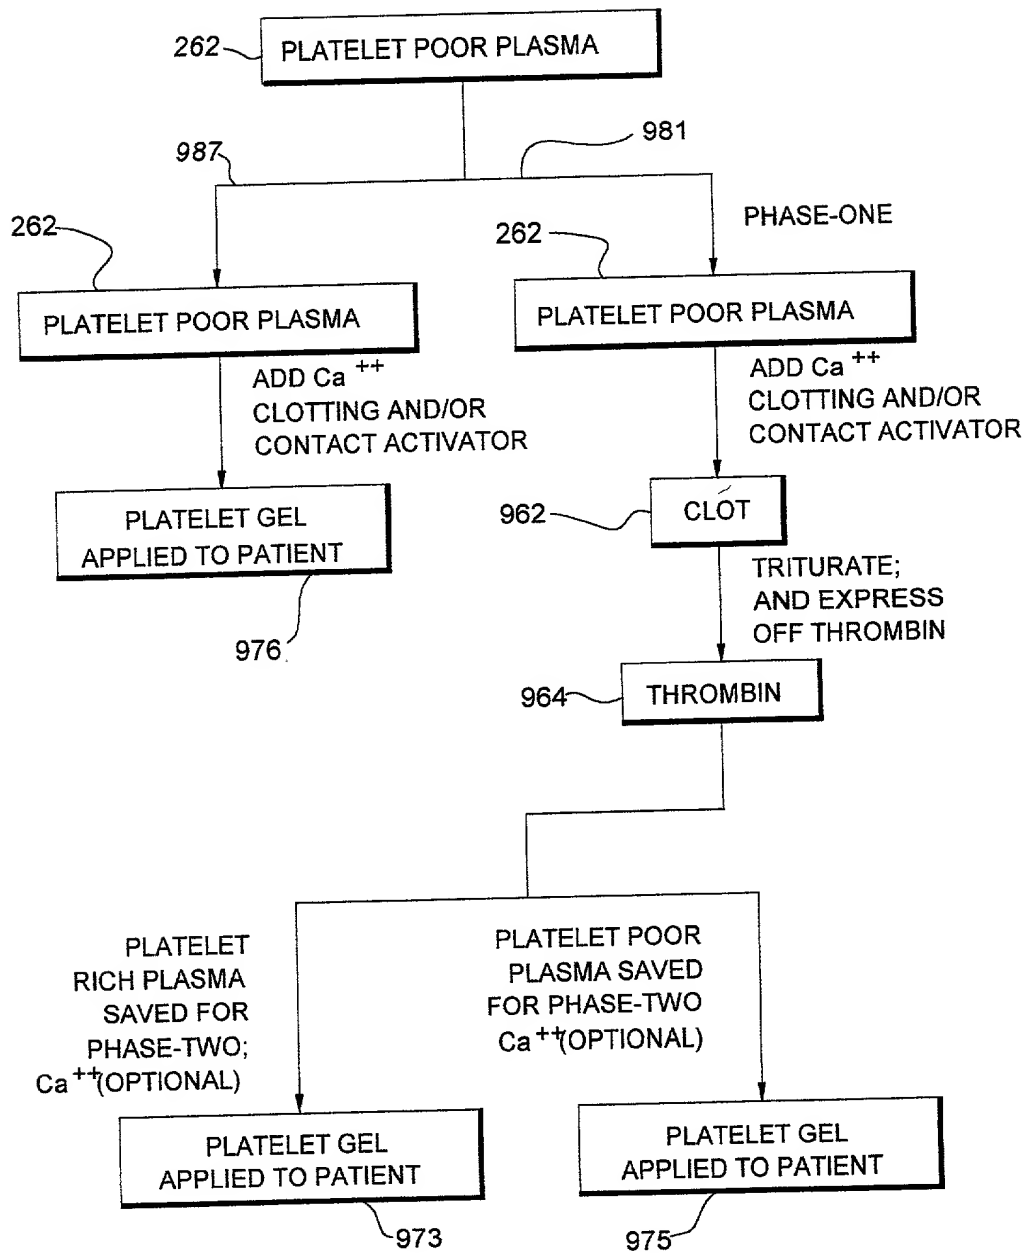 262
PLATELET POOR PLASMA
987
981
PHASE-ONE
262
PLATELET POOR PLASMA
262
PLATELET POOR PLASMA
ADD Ca ++
CLOTTING AND/OR
CONTACT ACTIVATOR
ADD Ca ++
CLOTTING AND/OR
CONTACT ACTIVATOR
PLATELET GEL
APPLIED TO PATIENT
976
962
CLOT
TRITURATE;
AND EXPRESS
OFF THROMBIN
964
THROMBIN
PLATELET
RICH PLASMA
SAVED FOR
PHASE-TWO;
Ca ++(OPTIONAL)
PLATELET POOR
PLASMA SAVED
FOR PHASE-TWO
Ca ++(OPTIONAL)
PLATELET GEL
APPLIED TO PATIENT
973
PLATELET GEL
APPLIED TO PATIENT
975